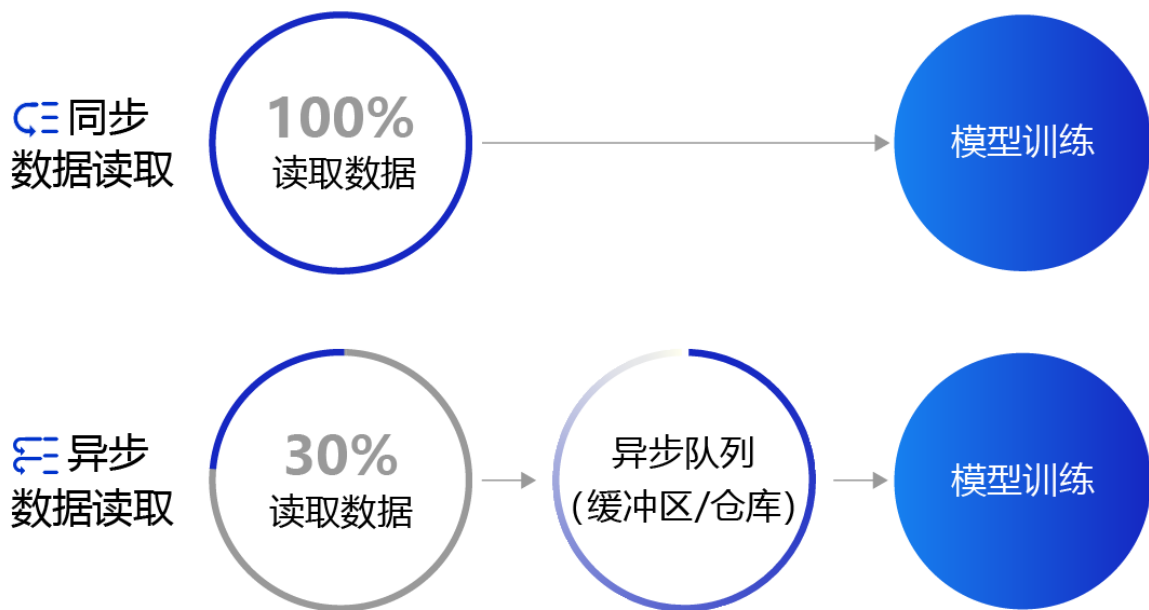 同步
数据读取
100%
读取数据
模型训练
异步
数据读取
30%
读取数据
异步队列
（缓冲区/仓库）
模型训练